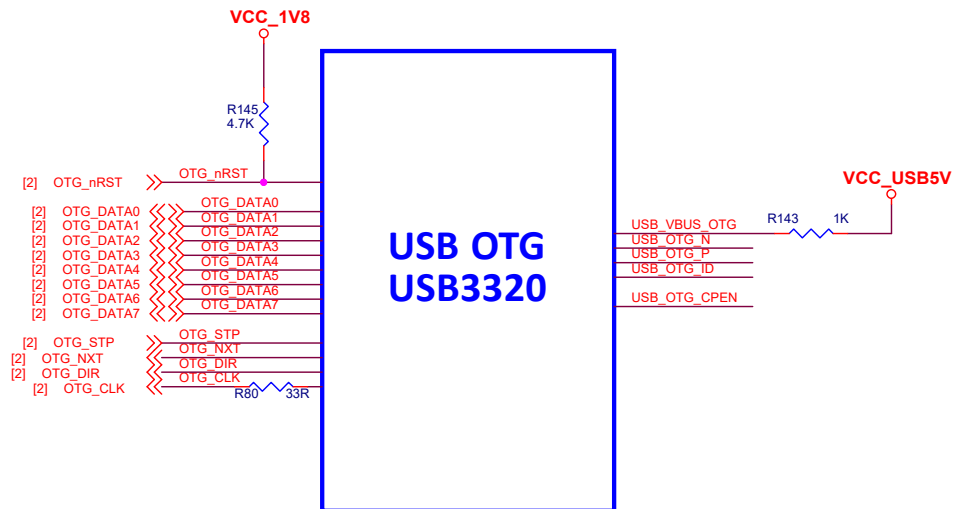 VCC_1V8
R145
4.7K
[2] OTG_nRST OTG_nRST
VCC_USB5V
[2] OTG_DATA0 OTG_DATA0
[2] OTG_DATA1 OTG_DATA1
[2] OTG_DATA2 OTG_DATA2
[2] OTG_DATA3 OTG_DATA3
[2] OTG_DATA4 OTG_DATA4
[2] OTG_DATA5 OTG_DATA5
[2] OTG_DATA6 OTG_DATA6
[2] OTG_DATA7 OTG_DATA7
USB OTG
USB3320
USB_VBUS_OTG R143 1K
USB_OTG_N
USB_OTG_P
USB_OTG_ID
USB_OTG_CPEN
[2] OTG_STP OTG_STP
[2] OTG_NXT OTG_NXT
[2] OTG_DIR OTG_DIR
[2] OTG_CLK OTG_CLK
R80 33R